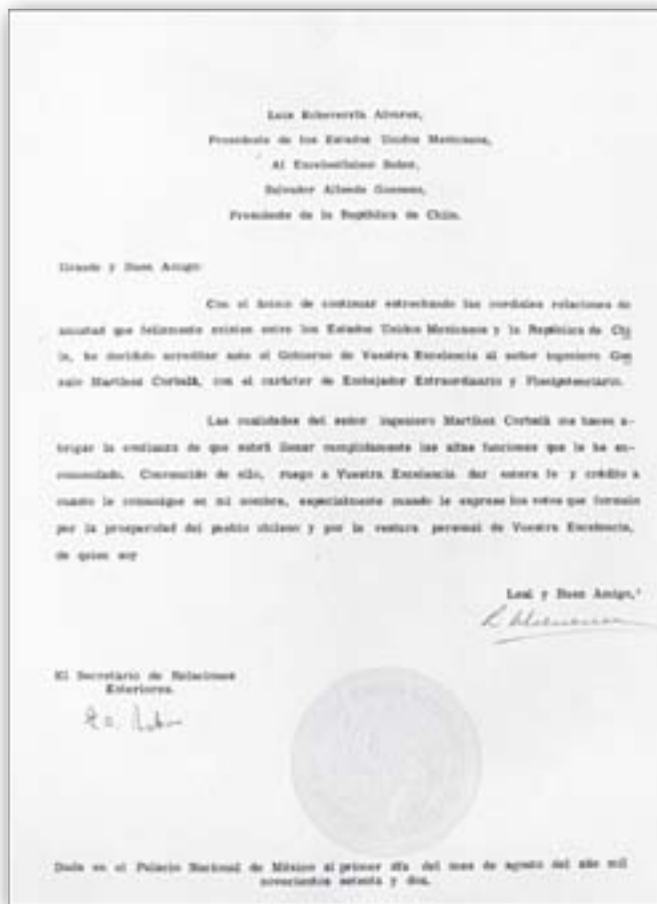 Luis Echeverría Alvarez,
Presidente de los Estados Unidos Mexicanos,
Al Excelentísimo Señor,
Salvador Allende Gossens,
Presidente de la República de Chile.
Grande y Buen Amigo:
Con el ánimo de continuar estrechando las cordiales relaciones de
amistad que felizmente existen entre los Estados Unidos Mexicanos y la República de Chi
le, he decidido acreditar ante el Gobierno de Vuestra Excelencia al señor ingeniero Gon
zalo Martínez Corbalá, con el carácter de Embajador Extraordinario y Plenipotenciario.
Las cualidades del señor ingeniero Martínez Corbalá me hacen a-
brigar la confianza de que sabrá llenar cumplidamente las altas funciones que le he en-
comendado. Convencido de ello, ruego a Vuestra Excelencia dar entera fe y crédito a
cuanto le comunique en mi nombre, especialmente cuando le exprese los votos que formulo
por la prosperidad del pueblo chileno y por la ventura personal de Vuestra Excelencia,
de quien soy
Leal y Buen Amigo,
El Secretario de Relaciones
Exteriores.
Dada en el Palacio Nacional de México al primer día del mes de agosto del año mil
novecientos setenta y dos.